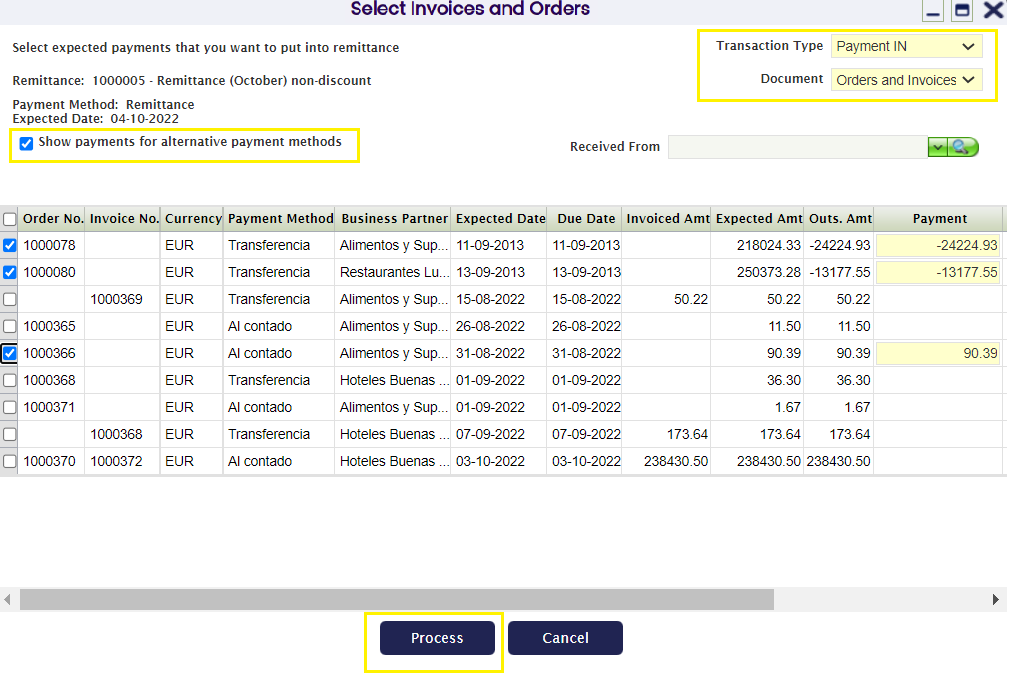 Select Invoices and Orders
Select expected payments that you want to put into remittance
Transaction Type Payment IN
Remittance: 1000005 - Remittance (October) non-discount
Document Orders and Invoices
Payment Method: Remittance
Expected Date: 04-10-2022
Show payments for alternative payment methods
Received From
Order No. Invoice No. Currency Payment Method Business Partner Expected Date Due Date Invoiced Amt Expected Amt Outs. Amt Payment
1000078 EUR Transferencia Alimentos y Sup... 11-09-2013 11-09-2013 218024.33 -24224.93 -24224.93
1000080 EUR Transferencia Restaurantes Lu... 13-09-2013 13-09-2013 250373.28 -13177.55 -13177.55
1000369 EUR Transferencia Alimentos y Sup... 15-08-2022 15-08-2022 50.22 50.22 50.22
1000365 EUR Al contado Alimentos y Sup... 26-08-2022 26-08-2022 11.50 11.50
1000366 EUR Al contado Alimentos y Sup... 31-08-2022 31-08-2022 90.39 90.39 90.39
1000368 EUR Transferencia Hoteles Buenas ... 01-09-2022 01-09-2022 36.30 36.30
1000371 EUR Al contado Alimentos y Sup... 01-09-2022 01-09-2022 1.67 1.67
1000368 EUR Transferencia Hoteles Buenas ... 07-09-2022 07-09-2022 173.64 173.64 173.64
1000370 1000372 EUR Al contado Hoteles Buenas ... 03-10-2022 03-10-2022 238430.50 238430.50 238430.50
Process Cancel